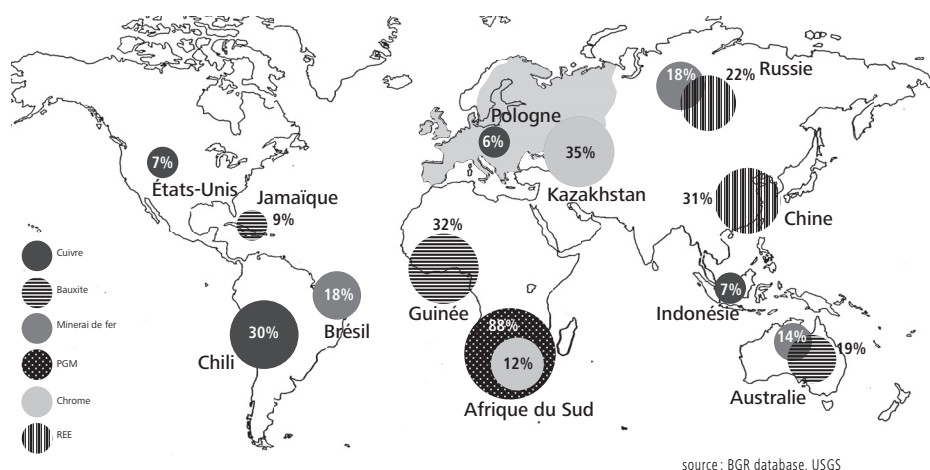 18%
22%
Russie
Pologne
6%
35%
Kazakhstan
7%
États-Unis
Jamaïque
9%
31%
Chine
32%
Guinée
Cuivre
Bauxite
Minerai de fer
PGM
Chrome
REE
18%
Brésil
30%
Chili
88%
12%
Afrique du Sud
7%
Indonésie
14%
19%
Australie
source : BGR database, USGS